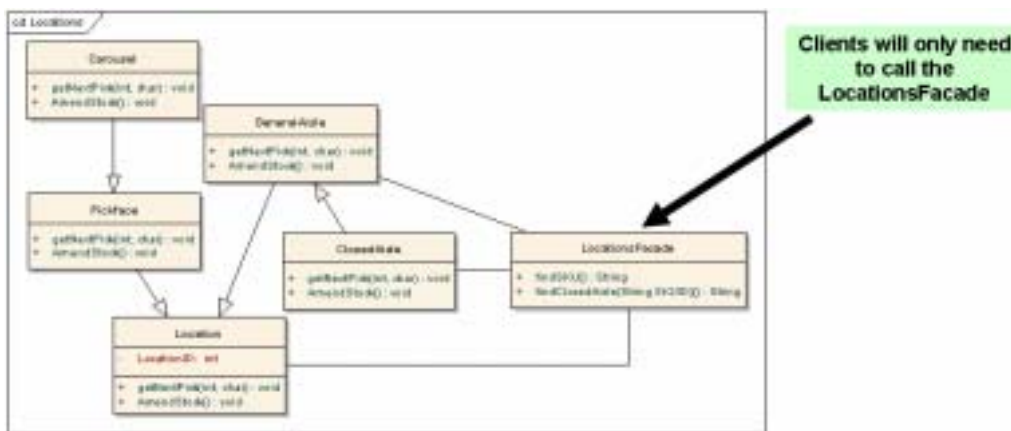 cd Locations
Carousel
+ getNextPick(int, char) : void
+ AmendStock() : void
Clients will only need
to call the
LocationsFacade
General Aisle
+ getNextPick(int, char) : void
+ AmendStock() : void
Pickface
+ getNextPick(int, char) : void
+ AmendStock() : void
ClosedAisle
+ getNextPick(int, char) : void
+ AmendStock() : void
LocationsFacade
+ findSKU() : String
+ findClosedAisle(String) : String
Location
- LocationID: int
+ getNextPick(int, char) : void
+ AmendStock() : void